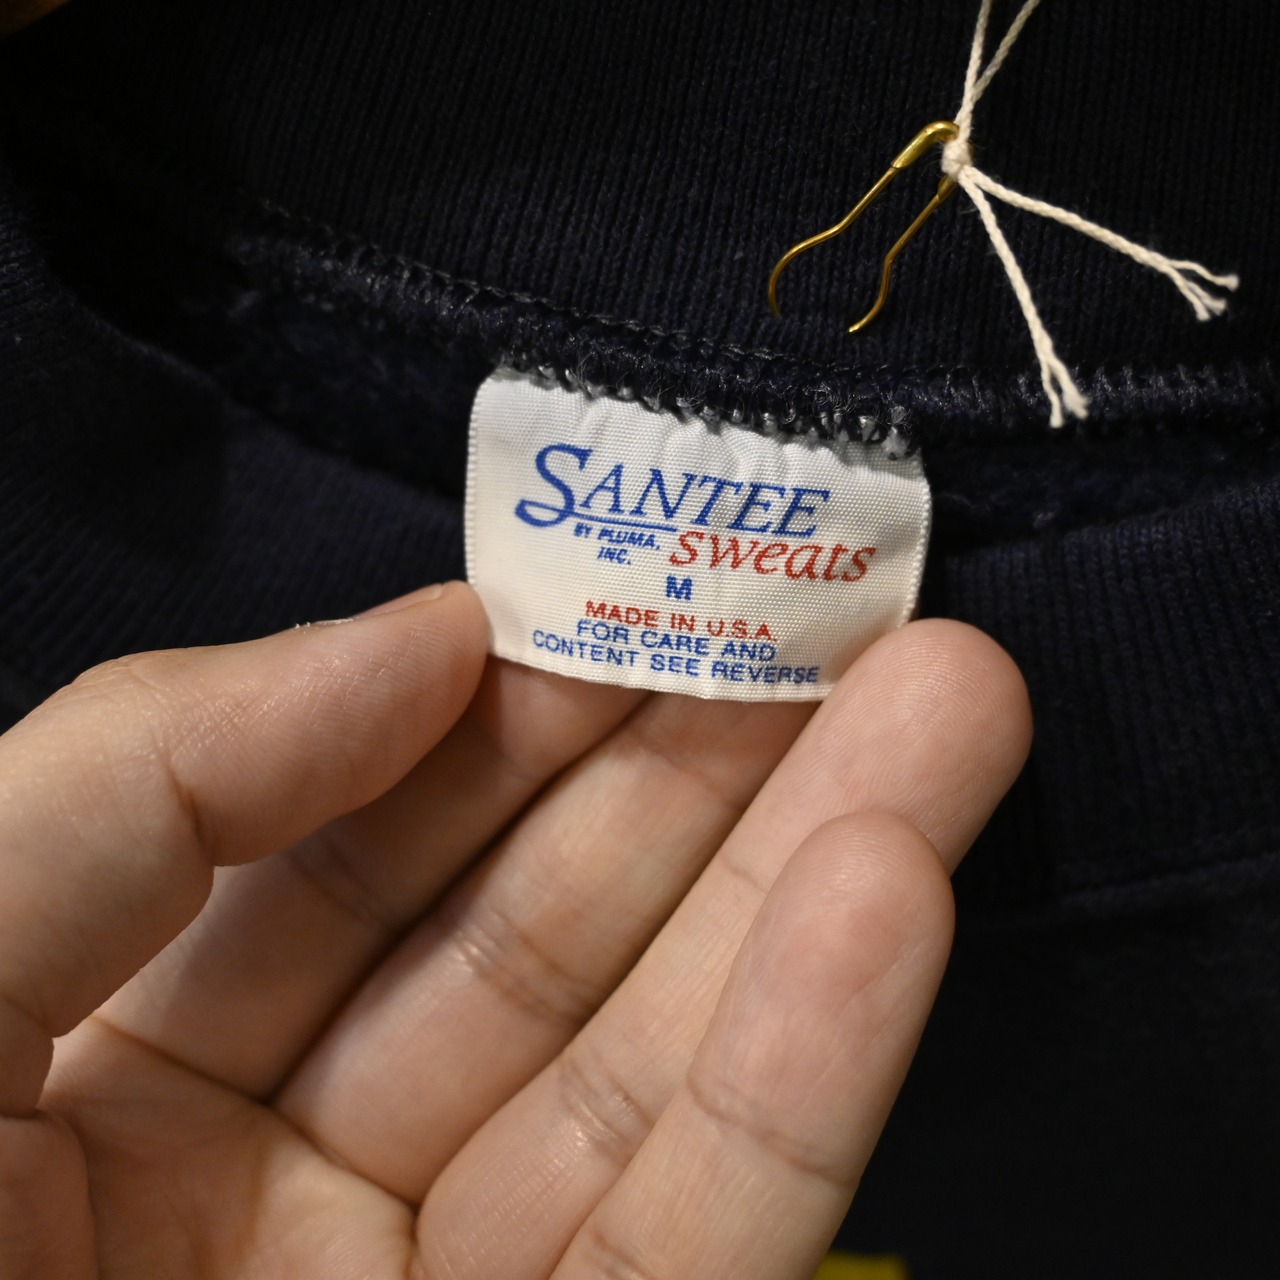 SANTEE
BY PLUMA, INC. sweats
M
MADE IN U.S.A.
FOR CARE AND
CONTENT SEE REVERSE